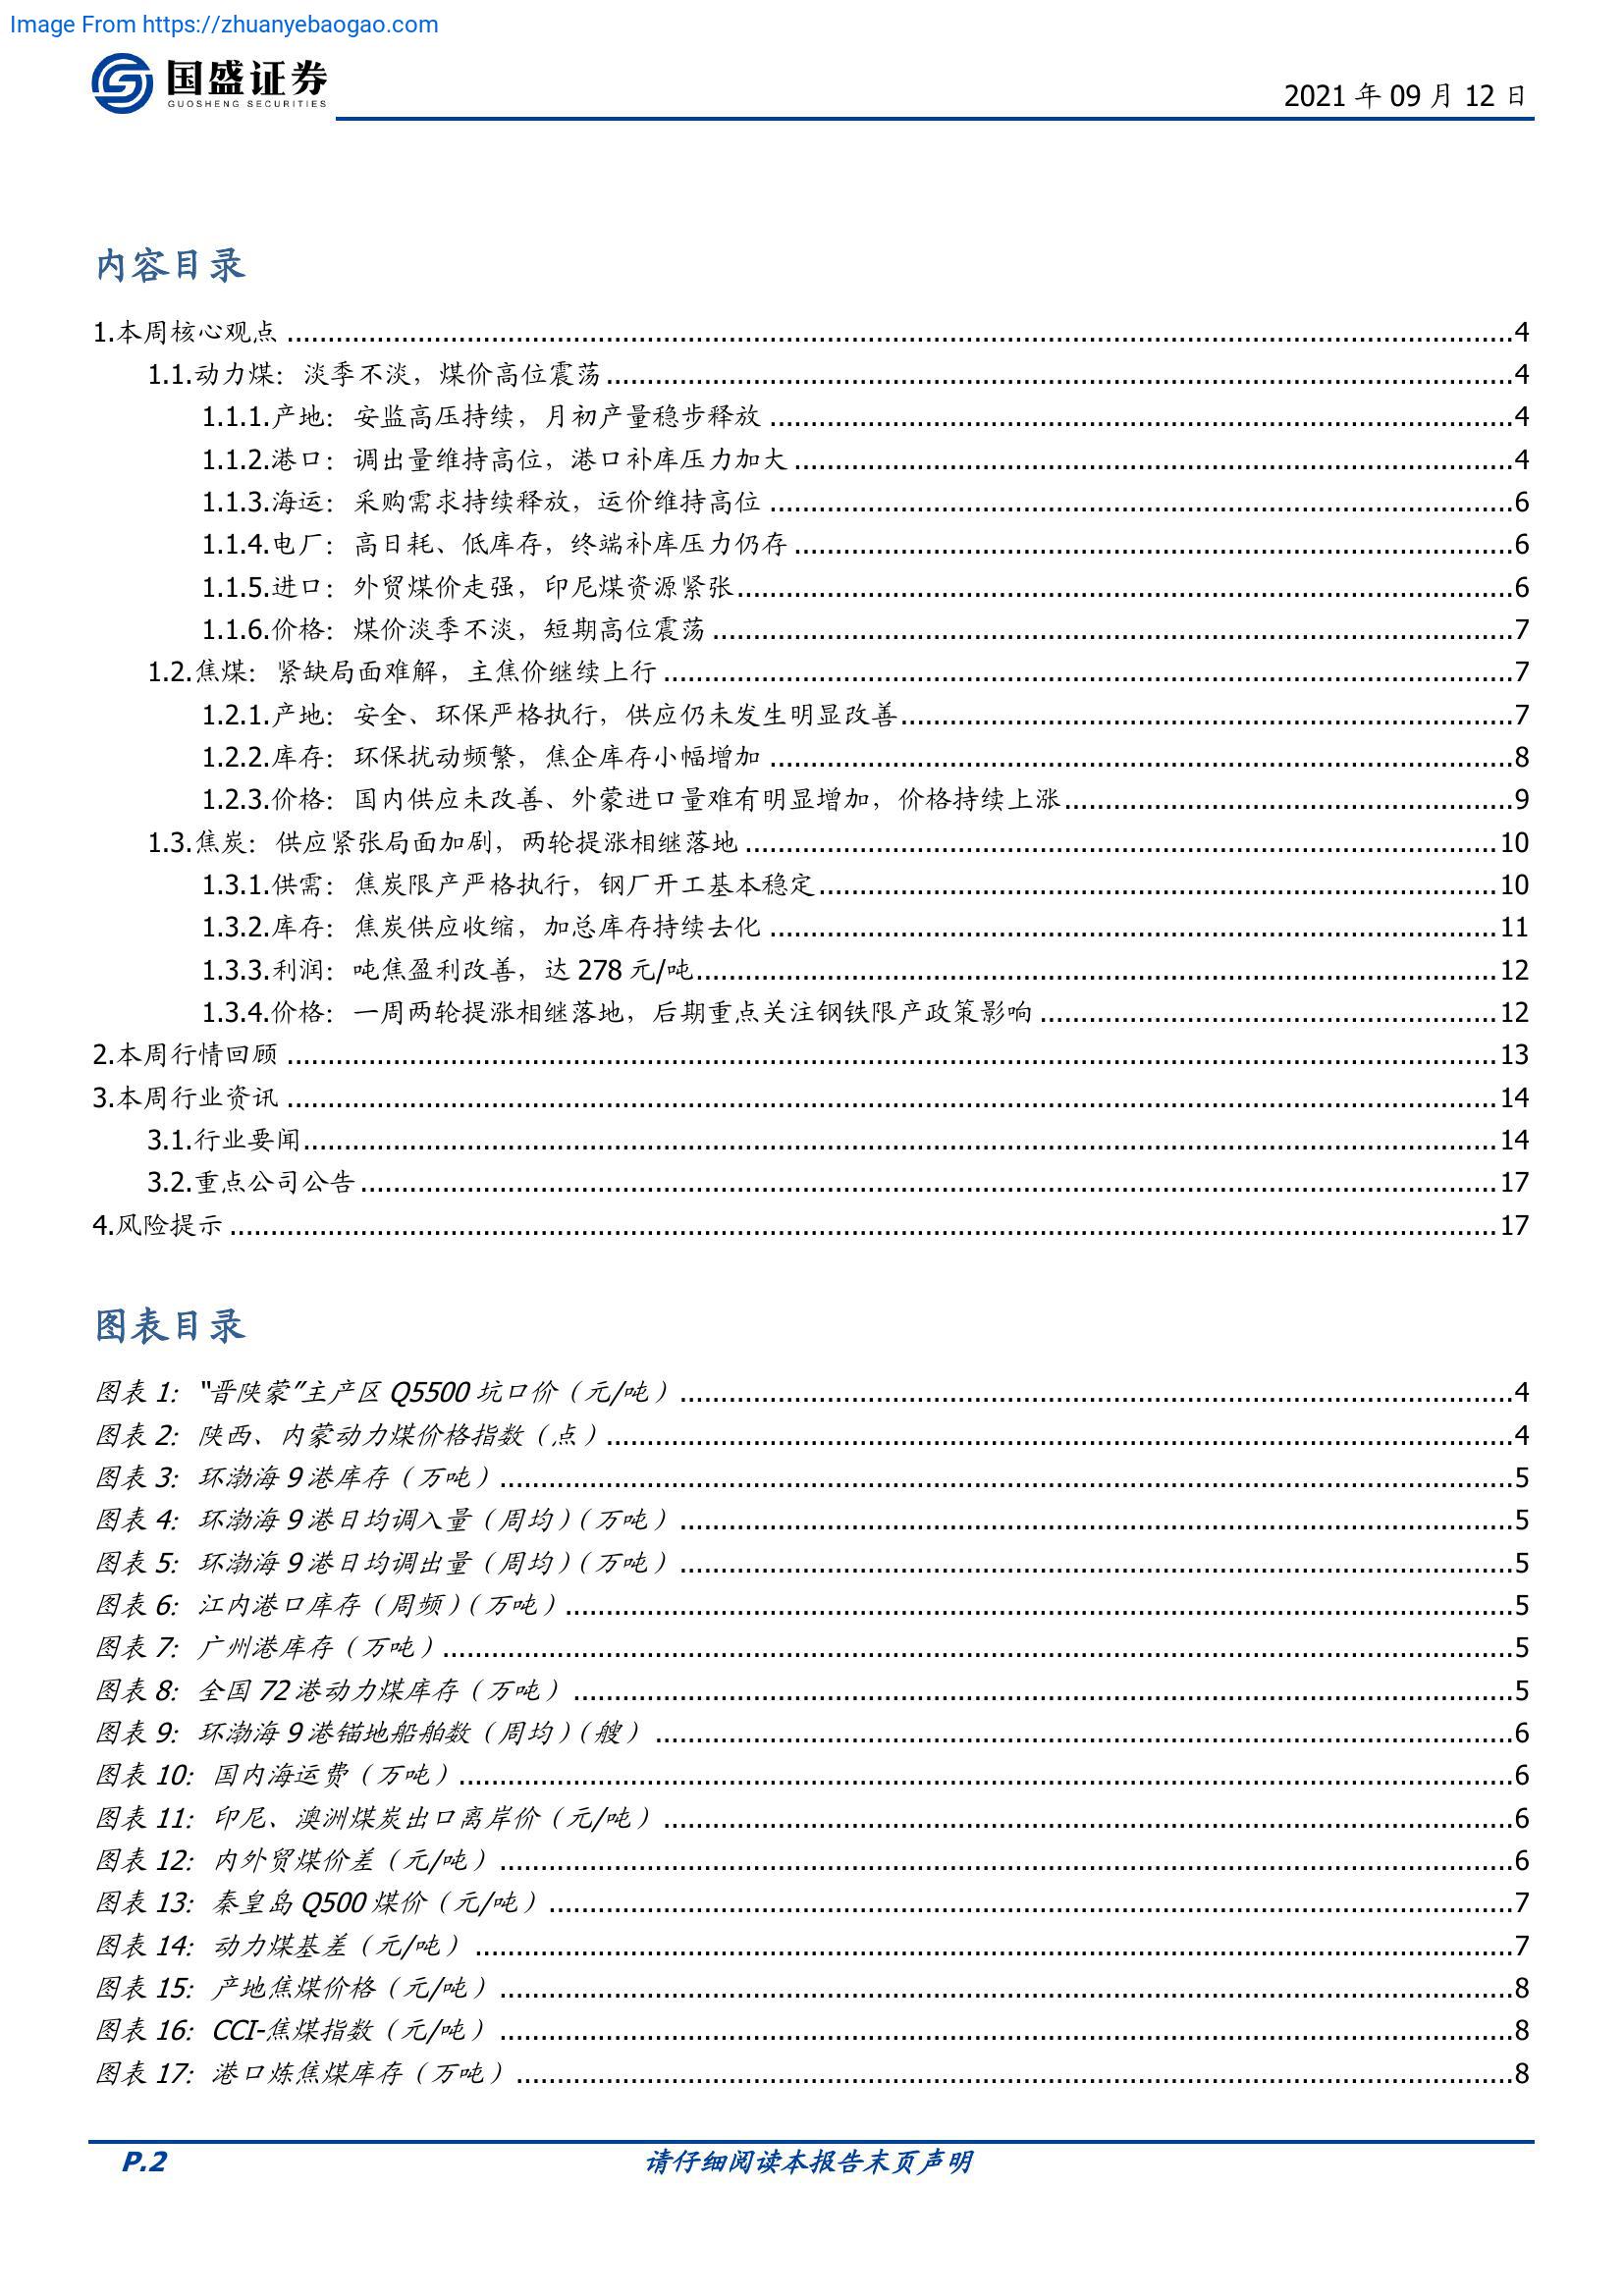 Image From https://zhuanyebaogao.com
国盛证券
GUOSHENG SECURITIES
2021 年 09 月 12 日
内容目录
1.本周核心观点 ........ 4
1.1.动力煤：淡季不淡，煤价高位震荡 ........ 4
1.1.1.产地：安监高压持续，月初产量稳步释放 ........ 4
1.1.2.港口：调出量维持高位，港口补库压力加大 ........ 4
1.1.3.海运：采购需求持续释放，运价维持高位 ........ 6
1.1.4.电厂：高日耗、低库存，终端补库压力仍存 ........ 6
1.1.5.进口：外贸煤价走强，印尼煤资源紧张 ........ 6
1.1.6.价格：煤价淡季不淡，短期高位震荡 ........ 7
1.2.焦煤：紧缺局面难解，主焦价继续上行 ........ 7
1.2.1.产地：安全、环保严格执行，供应仍未发生明显改善 ........ 7
1.2.2.库存：环保扰动频繁，焦企库存小幅增加 ........ 8
1.2.3.价格：国内供应未改善、外蒙进口量难有明显增加，价格持续上涨 ........ 9
1.3.焦炭：供应紧张局面加剧，两轮提涨相继落地 ........ 10
1.3.1.供需：焦炭限产严格执行，钢厂开工基本稳定 ........ 10
1.3.2.库存：焦炭供应收缩，加总库存持续去化 ........ 11
1.3.3.利润：吨焦盈利改善，达 278 元/吨 ........ 12
1.3.4.价格：一周两轮提涨相继落地，后期重点关注钢铁限产政策影响 ........ 12
2.本周行情回顾 ........ 13
3.本周行业资讯 ........ 14
3.1.行业要闻 ........ 14
3.2.重点公司公告 ........ 17
4.风险提示 ........ 17
图表目录
图表 1：“晋陕蒙”主产区 Q5500 坑口价（元/吨） ........ 4
图表 2：陕西、内蒙动力煤价格指数（点） ........ 4
图表 3：环渤海 9 港库存（万吨） ........ 5
图表 4：环渤海 9 港日均调入量（周均）（万吨） ........ 5
图表 5：环渤海 9 港日均调出量（周均）（万吨） ........ 5
图表 6：江内港口库存（周频）（万吨） ........ 5
图表 7：广州港库存（万吨） ........ 5
图表 8：全国 72 港动力煤库存（万吨） ........ 5
图表 9：环渤海 9 港锚地船舶数（周均）（艘） ........ 6
图表 10：国内海运费（万吨） ........ 6
图表 11：印尼、澳洲煤炭出口离岸价（元/吨） ........ 6
图表 12：内外贸煤价差（元/吨） ........ 6
图表 13：秦皇岛 Q500 煤价（元/吨） ........ 7
图表 14：动力煤基差（元/吨） ........ 7
图表 15：产地焦煤价格（元/吨） ........ 8
图表 16：CCI-焦煤指数（元/吨） ........ 8
图表 17：港口炼焦煤库存（万吨） ........ 8
P.2 请仔细阅读本报告末页声明